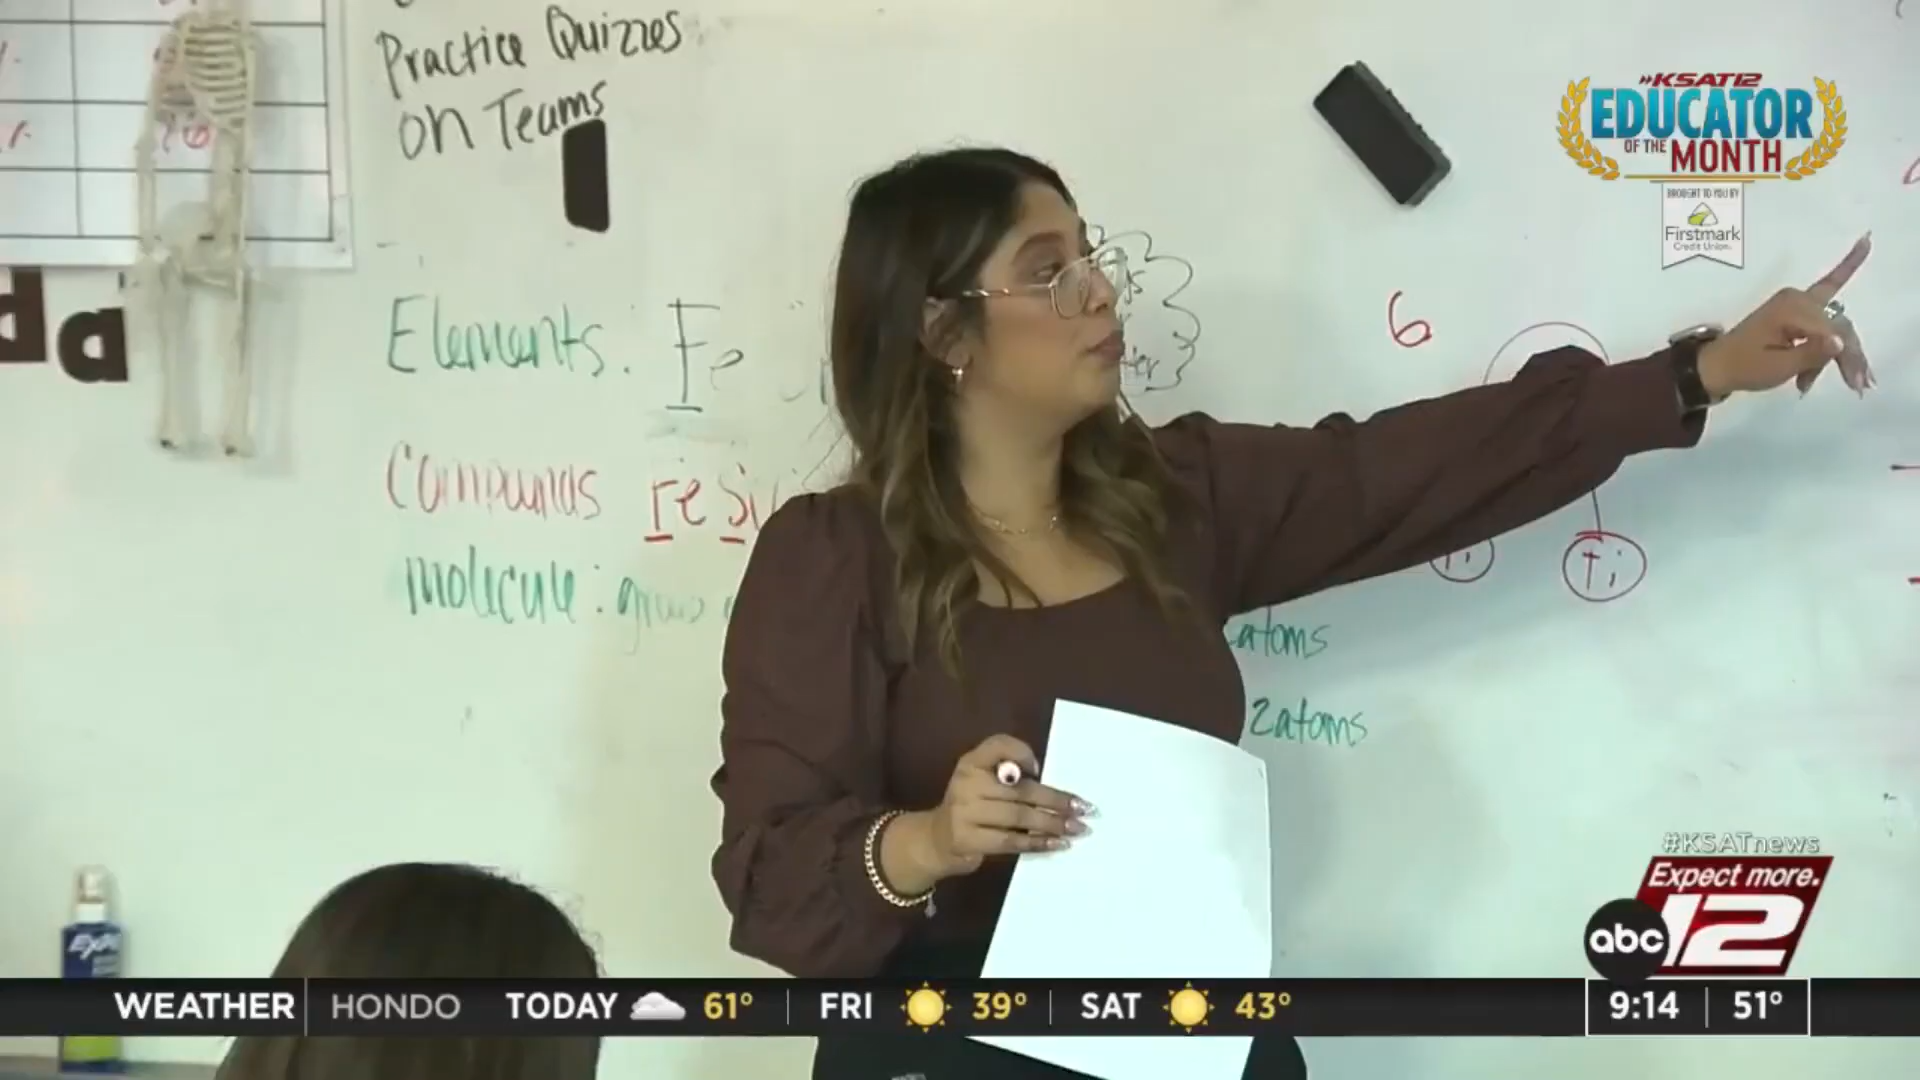 Practice Quizzes
on Teams
26
da
Elements: Fe
Compounds
molecule:
6
Ti
atoms
2atoms
KSAT12
EDUCATOR
OF THE MONTH
BROUGHT TO YOU BY
Firstmark
Credit Union
#KSATnews
Expect more.
abc 12
WEATHER HONDO TODAY 61° FRI 39° SAT 43° 9:14 51°